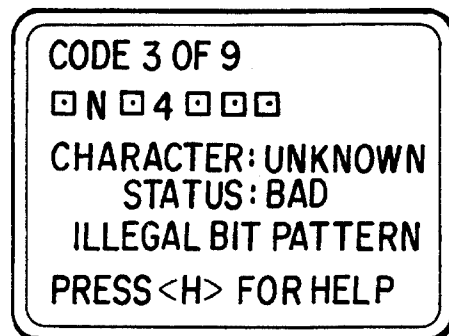 CODE 3 OF 9
⊡ N ⊡ 4 ⊡ ⊡ ⊡
CHARACTER: UNKNOWN
STATUS: BAD
ILLEGAL BIT PATTERN
PRESS <H> FOR HELP